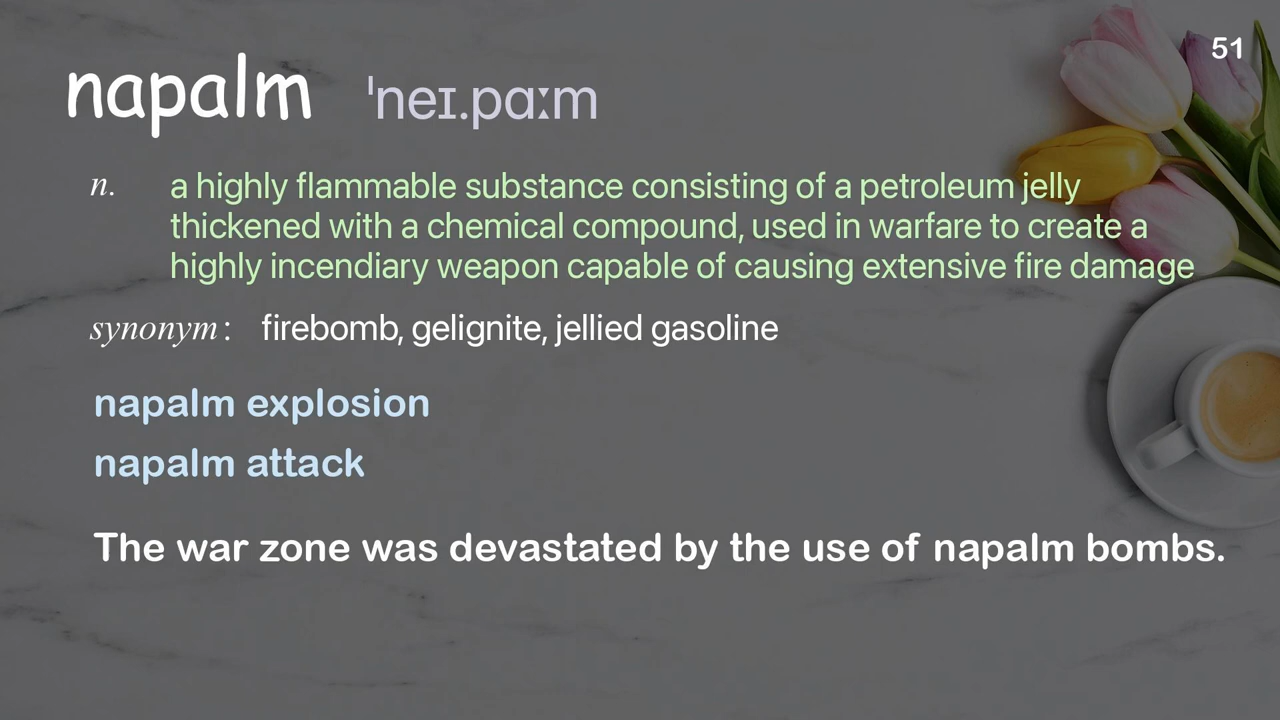 51
napalm ˈneɪ.pɑːm
n. a highly flammable substance consisting of a petroleum jelly
thickened with a chemical compound, used in warfare to create a
highly incendiary weapon capable of causing extensive fire damage
synonym: firebomb, gelignite, jellied gasoline
napalm explosion
napalm attack
The war zone was devastated by the use of napalm bombs.